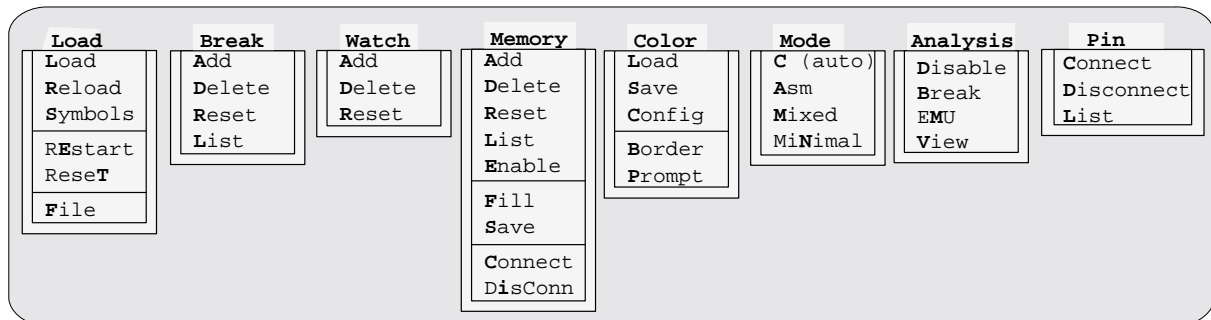 Load
Load
Reload
Symbols
REstart
ReseT
File
Break
Add
Delete
Reset
List
Watch
Add
Delete
Reset
Memory
Add
Delete
Reset
List
Enable
Fill
Save
Connect
DisConn
Color
Load
Save
Config
Border
Prompt
Mode
C (auto)
Asm
Mixed
MiNimal
Analysis
Disable
Break
EMU
View
Pin
Connect
Disconnect
List